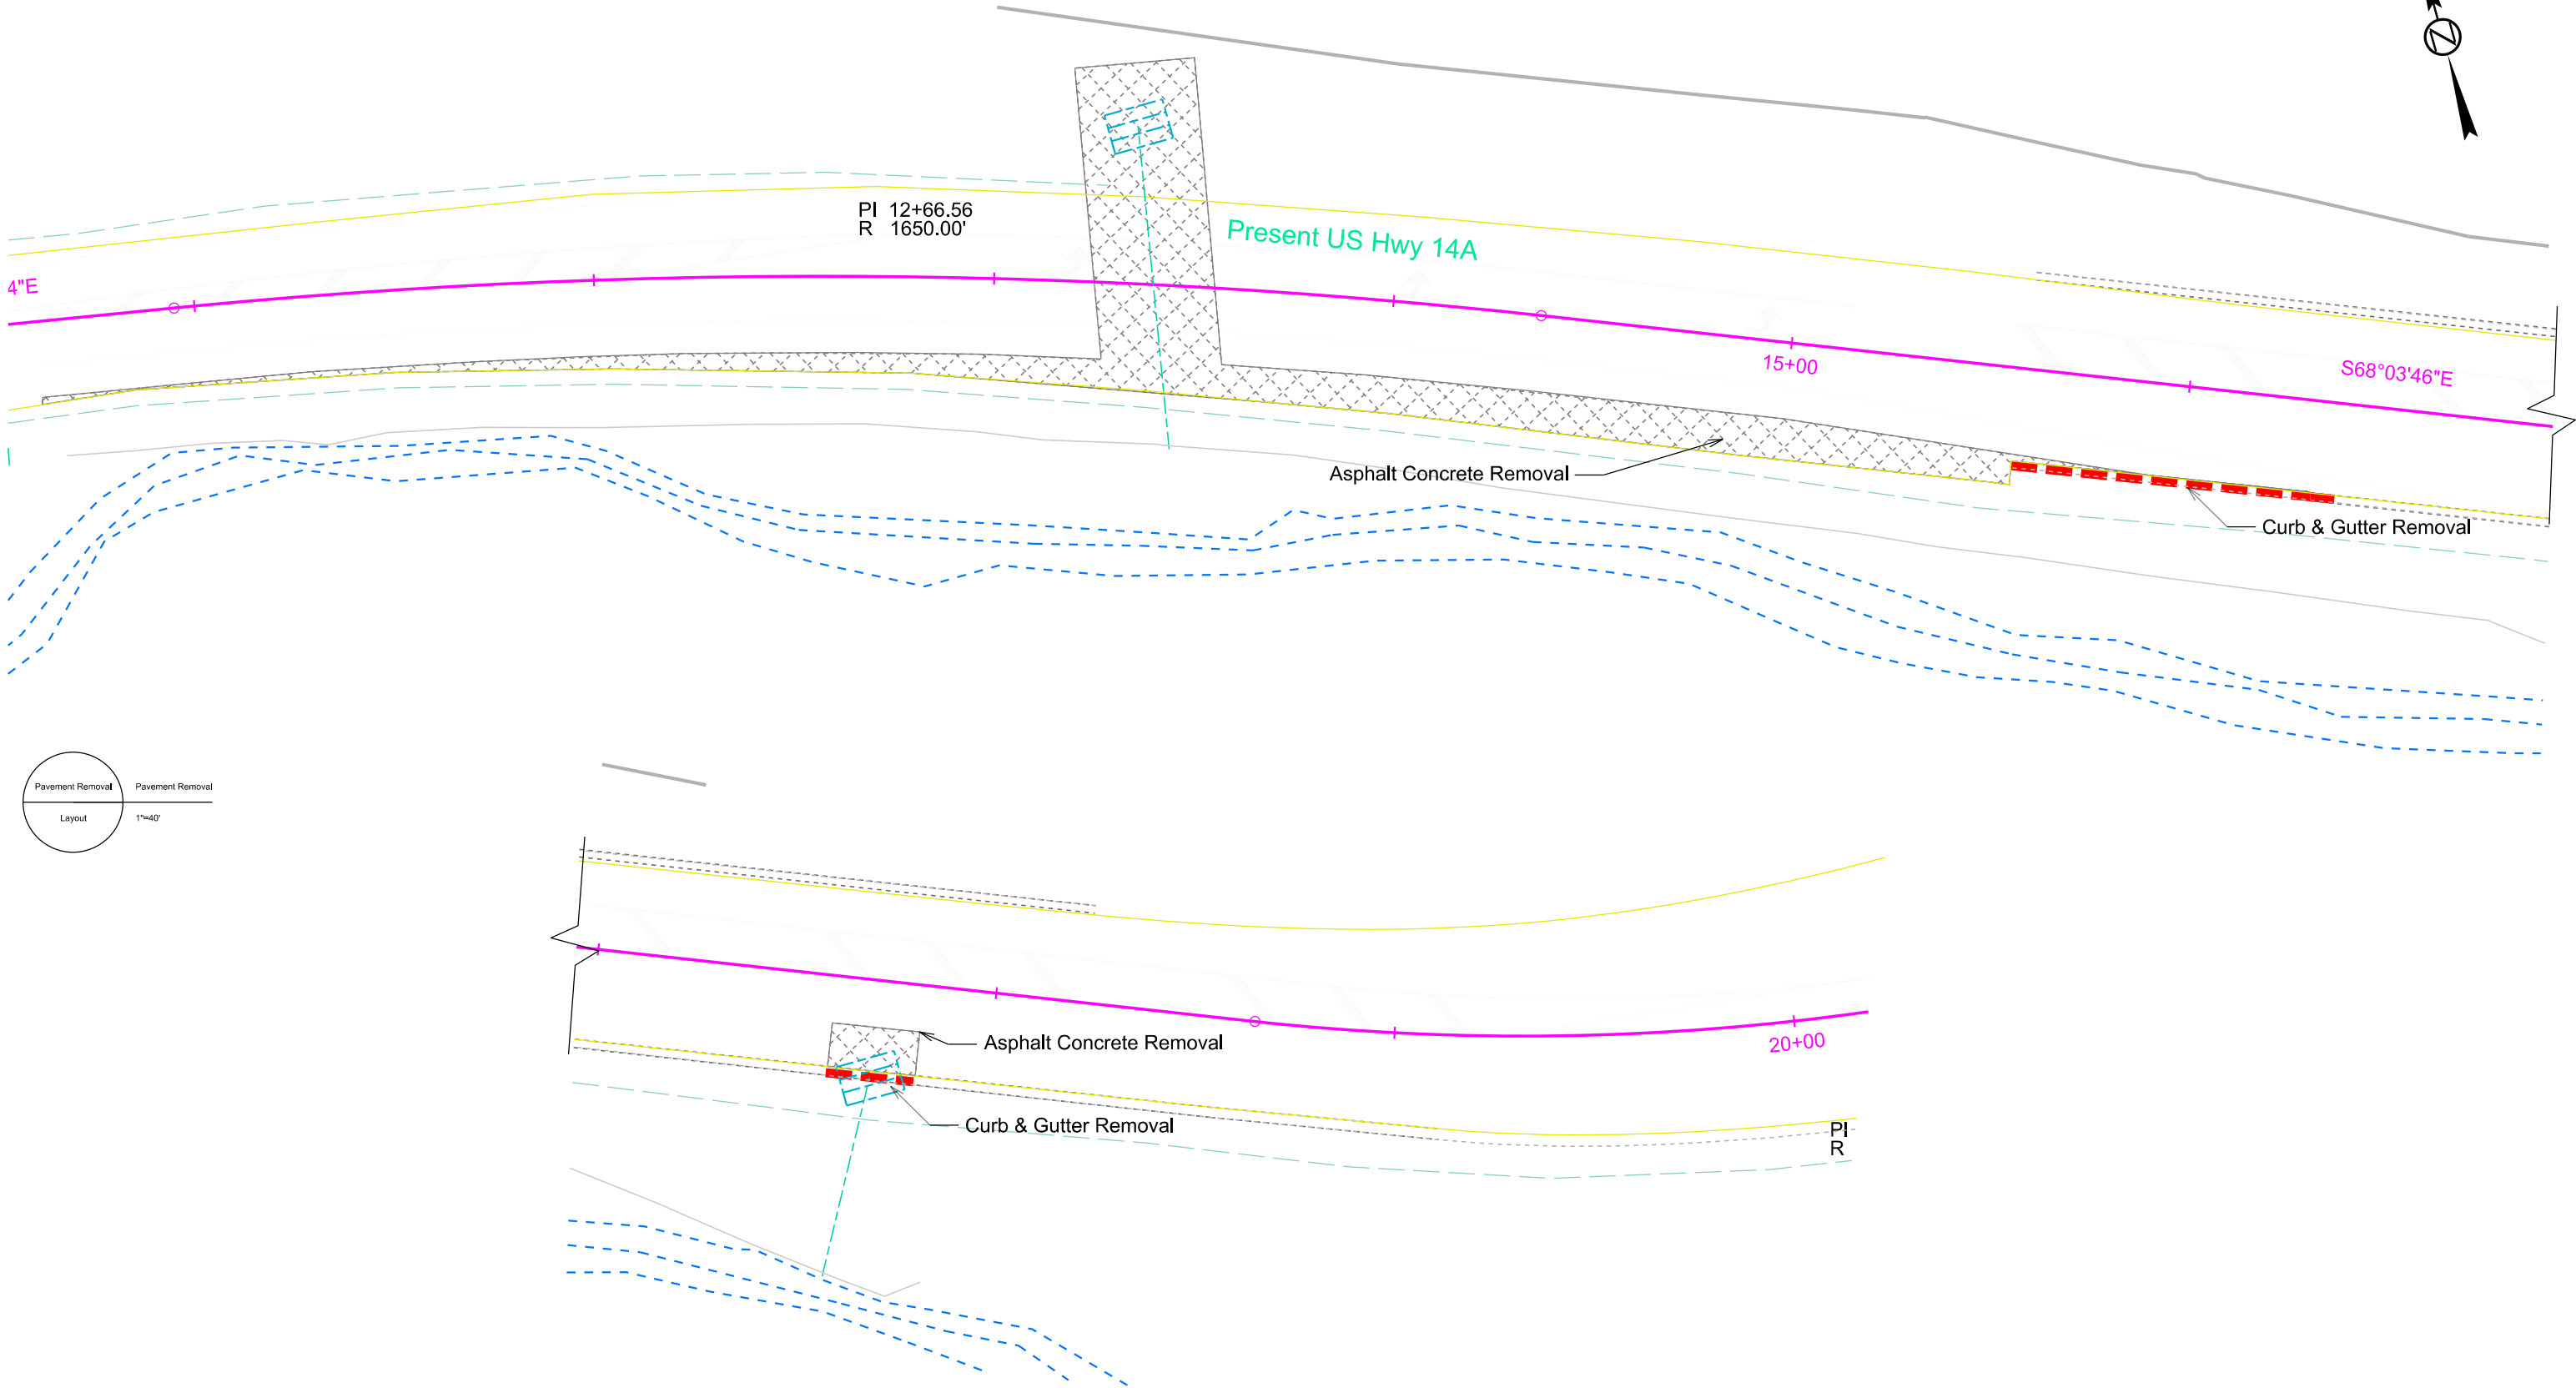 N
PI 12+66.56
R 1650.00'
Present US Hwy 14A
4"E
15+00
S68°03'46"E
Asphalt Concrete Removal
Curb & Gutter Removal
Pavement Removal
Layout
Pavement Removal
1"=40'
Asphalt Concrete Removal
20+00
Curb & Gutter Removal
PI
R